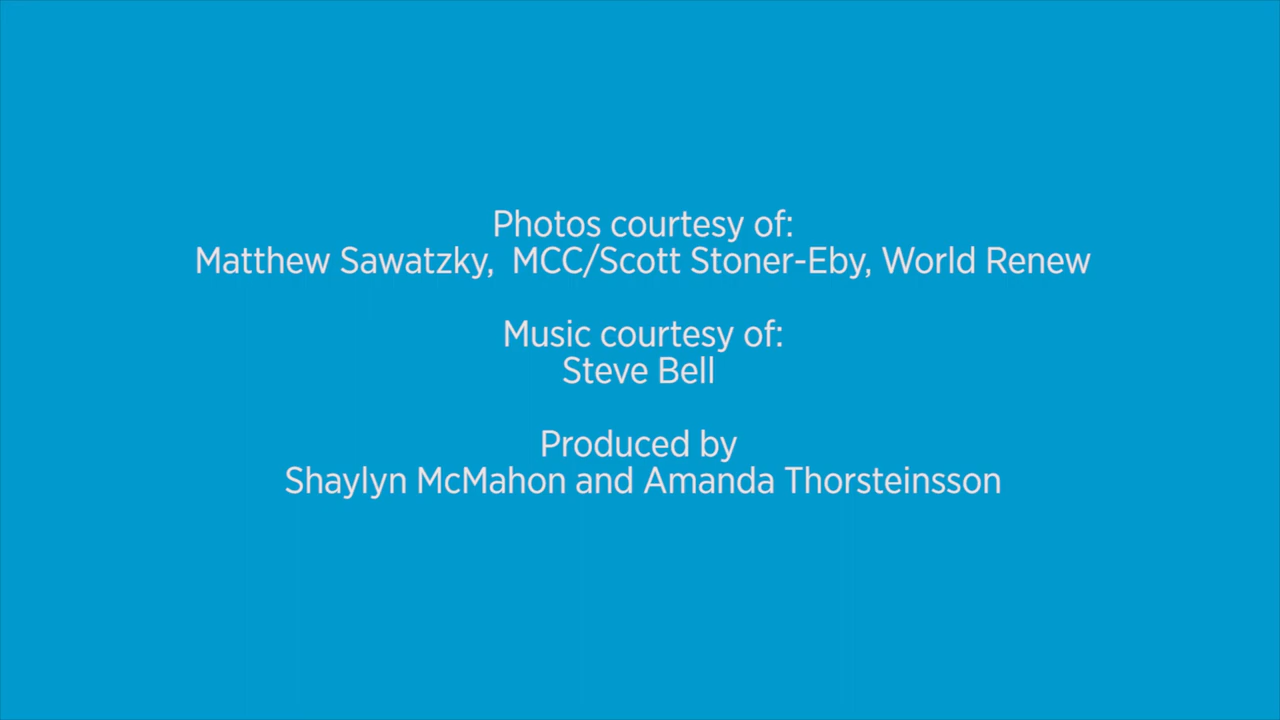 Photos courtesy of:
Matthew Sawatzky,  MCC/Scott Stoner-Eby, World Renew
Music courtesy of:
Steve Bell
Produced by
Shaylyn McMahon and Amanda Thorsteinsson